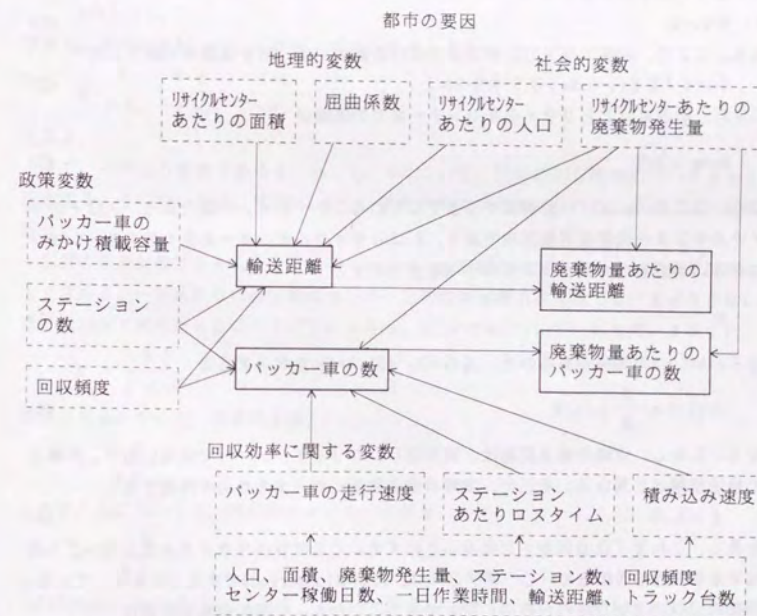 都市の要因
地理的変数
社会的変数
リサイクルセンター
あたりの面積
屈曲係数
リサイクルセンター
あたりの人口
リサイクルセンターあたりの
廃棄物発生量
政策変数
パッカー車の
みかけ積載容量
ステーション
の数
回収頻度
輸送距離
廃棄物量あたりの
輸送距離
パッカー車の数
廃棄物量あたりの
パッカー車の数
回収効率に関する変数
パッカー車の走行速度
ステーション
あたりロスタイム
積み込み速度
人口、面積、廃棄物発生量、ステーション数、
センター稼働日数、一日作業時間、輸送距離、
回収頻度
トラック台数